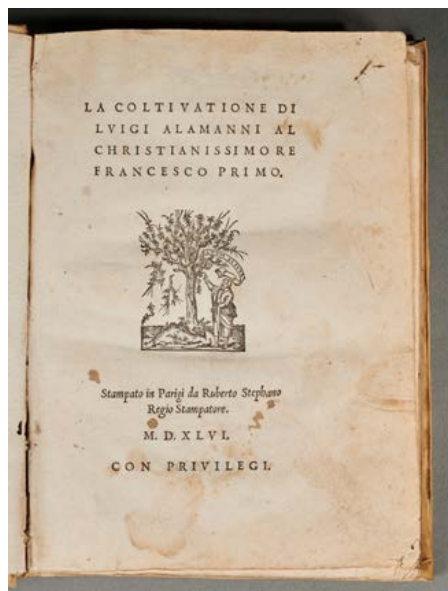 LA COLTIVATIONE DI
LVIGI ALAMANNI AL
CHRISTIANISSIMO RE
FRANCESCO PRIMO.
Stampato in Parigi da Ruberto Stephano
Regio Stampatore.
M. D. XLVI.
CON PRIVILEGI.